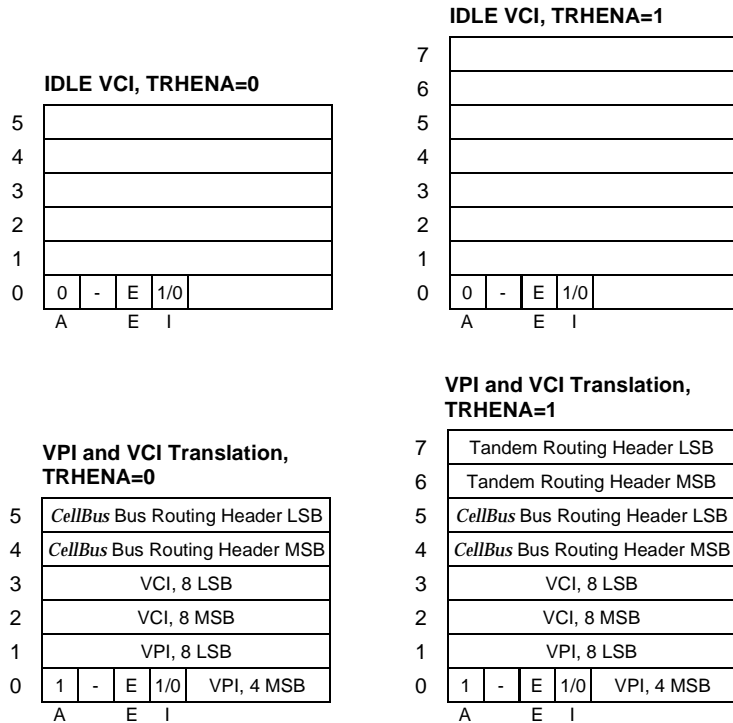 IDLE VCI, TRHENA=0
5
4
3
2
1
0 0 - E 1/0
A E I
IDLE VCI, TRHENA=1
7
6
5
4
3
2
1
0 0 - E 1/0
A E I
VPI and VCI Translation,
TRHENA=0
5 CellBus Bus Routing Header LSB
4 CellBus Bus Routing Header MSB
3 VCI, 8 LSB
2 VCI, 8 MSB
1 VPI, 8 LSB
0 1 - E 1/0 VPI, 4 MSB
A E I
VPI and VCI Translation,
TRHENA=1
7 Tandem Routing Header LSB
6 Tandem Routing Header MSB
5 CellBus Bus Routing Header LSB
4 CellBus Bus Routing Header MSB
3 VCI, 8 LSB
2 VCI, 8 MSB
1 VPI, 8 LSB
0 1 - E 1/0 VPI, 4 MSB
A E I